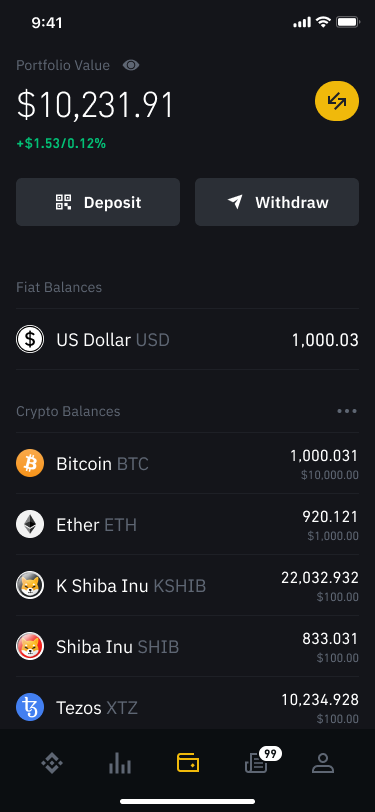 9:41
Portfolio Value
$10,231.91
+$1.53/0.12%
Deposit
Withdraw
Fiat Balances
US Dollar USD 1,000.03
Crypto Balances
Bitcoin BTC 1,000.031
$10,000.00
Ether ETH 920.121
$1,000.00
K Shiba Inu KSHIB 22,032.932
$100.00
Shiba Inu SHIB 833.031
$100.00
Tezos XTZ 10,234.928
$100.00
99